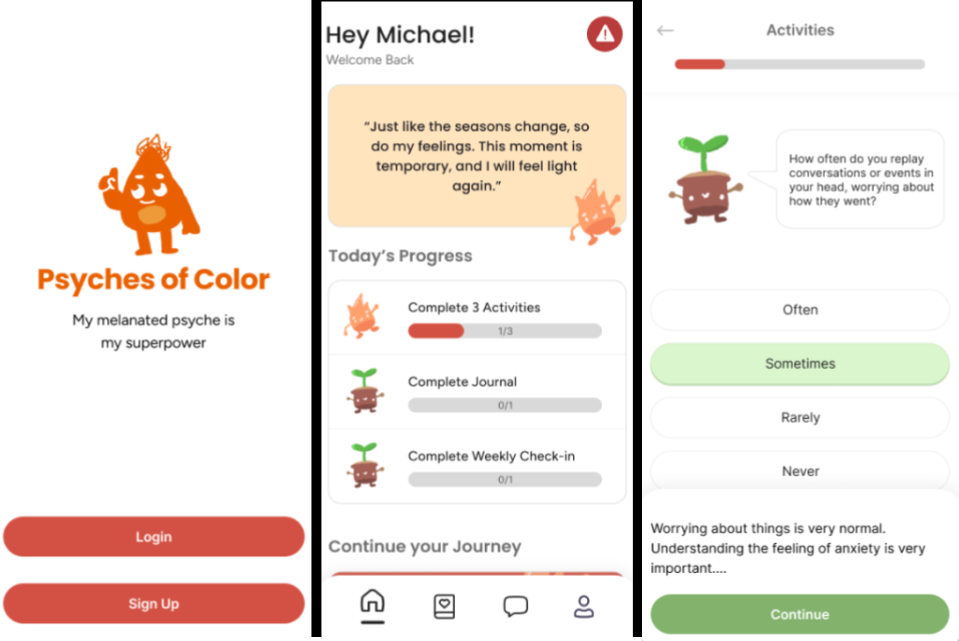 Psyches of Color
My melanated psyche is
my superpower
Login
Sign Up
Hey Michael!
Welcome Back
“Just like the seasons change, so
do my feelings. This moment is
temporary, and I will feel light
again.”
Today’s Progress
Complete 3 Activities
1/3
Complete Journal
0/1
Complete Weekly Check-in
0/1
Continue your Journey
Activities
How often do you replay
conversations or events in
your head, worrying about
how they went?
Often
Sometimes
Rarely
Never
Worrying about things is very normal.
Understanding the feeling of anxiety is very
important....
Continue